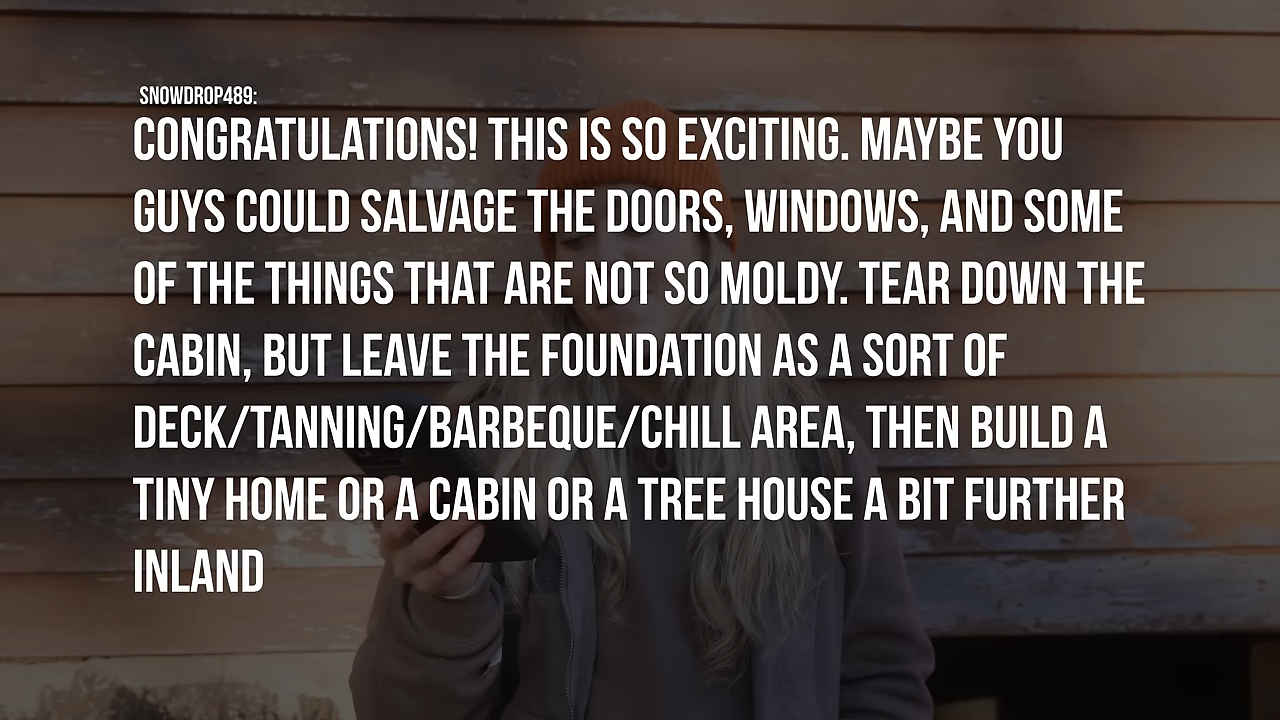 SNOWDROP489:
CONGRATULATIONS! THIS IS SO EXCITING. MAYBE YOU
GUYS COULD SALVAGE THE DOORS, WINDOWS, AND SOME
OF THE THINGS THAT ARE NOT SO MOLDY. TEAR DOWN THE
CABIN, BUT LEAVE THE FOUNDATION AS A SORT OF
DECK/TANNING/BARBEQUE/CHILL AREA, THEN BUILD A
TINY HOME OR A CABIN OR A TREE HOUSE A BIT FURTHER
INLAND